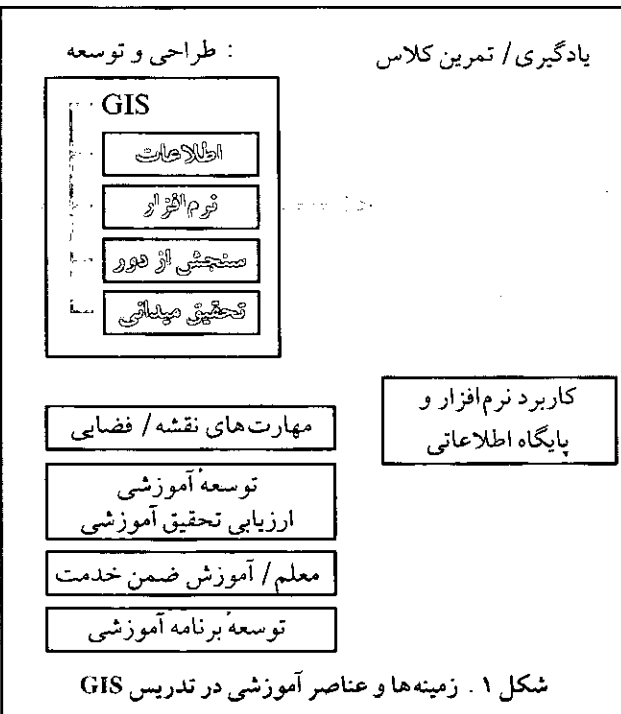 یادگیری / تمرین کلاس
طراحی و توسعه :
GIS
اطلاعات
نرم‌افزار
سنجش از دور
تحقیق میدانی
کاربرد نرم‌افزار و
پایگاه اطلاعاتی
مهارت‌های نقشه / فضایی
توسعهٔ آموزشی
ارزیابی تحقیق آموزشی
معلم / آموزش ضمن خدمت
توسعهٔ برنامه آموزشی
شکل ۱ . زمینه‌ها و عناصر آموزشی در تدریس GIS